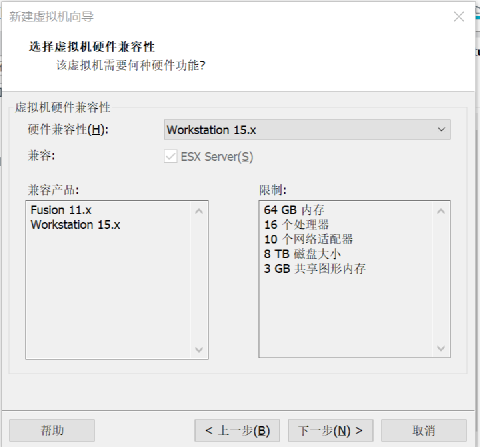 新建虚拟机向导
选择虚拟机硬件兼容性
该虚拟机需要何种硬件功能?
虚拟机硬件兼容性
硬件兼容性(H):
Workstation 15.x
兼容:
ESX Server(S)
兼容产品:
Fusion 11.x
Workstation 15.x
限制:
64 GB 内存
16 个处理器
10 个网络适配器
8 TB 磁盘大小
3 GB 共享图形内存
帮助
< 上一步(B)
下一步(N) >
取消